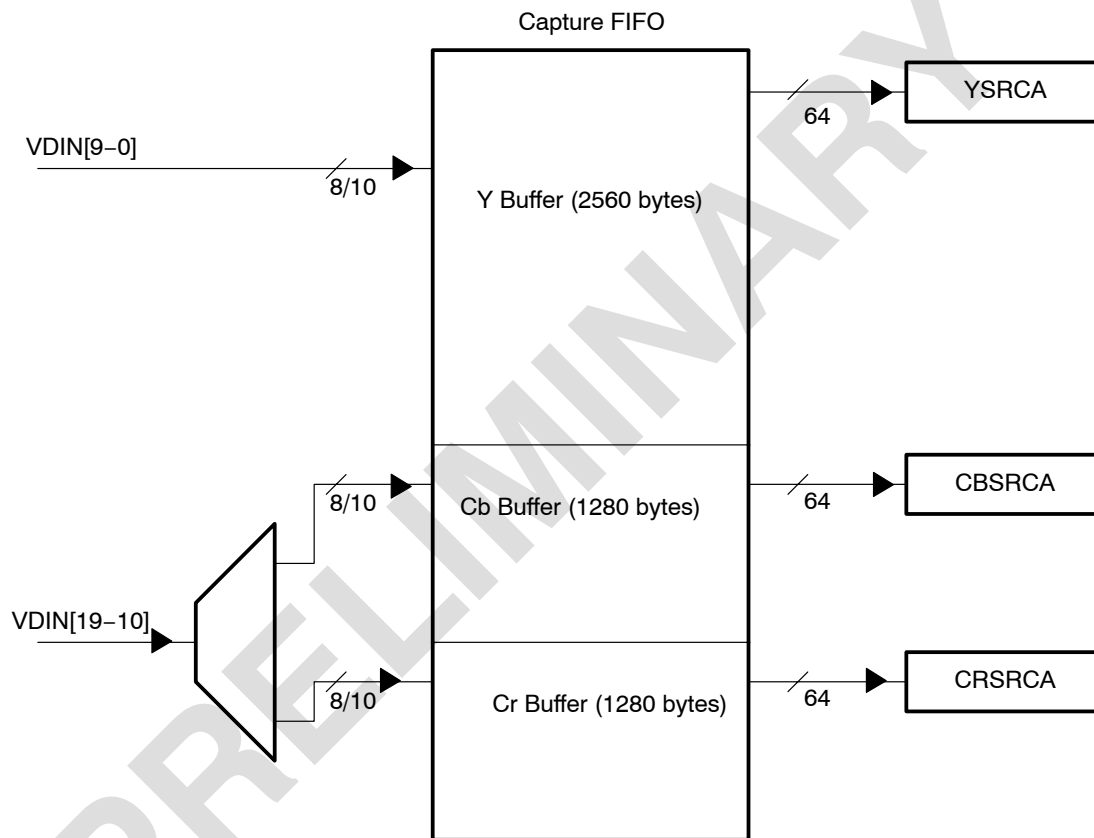 Capture FIFO
YSRCA
64
VDIN[9−0]
8/10
Y Buffer (2560 bytes)
CBSRCA
8/10
64
Cb Buffer (1280 bytes)
VDIN[19−10]
CRSRCA
8/10
64
Cr Buffer (1280 bytes)
PRELIMINARY